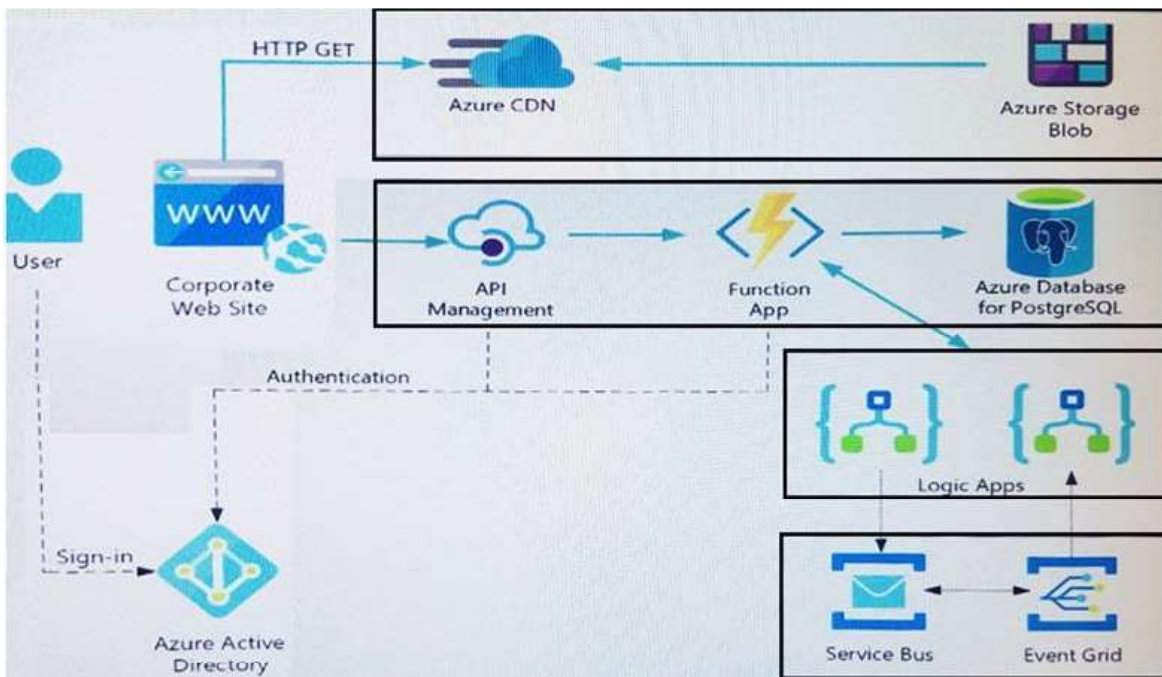 HTTP GET
Azure CDN
Azure Storage
Blob
www
User
Corporate
Web Site
API
Management
Function
App
Azure Database
for PostgreSQL
Authentication
Logic Apps
Sign-in
Azure Active
Directory
Service Bus
Event Grid